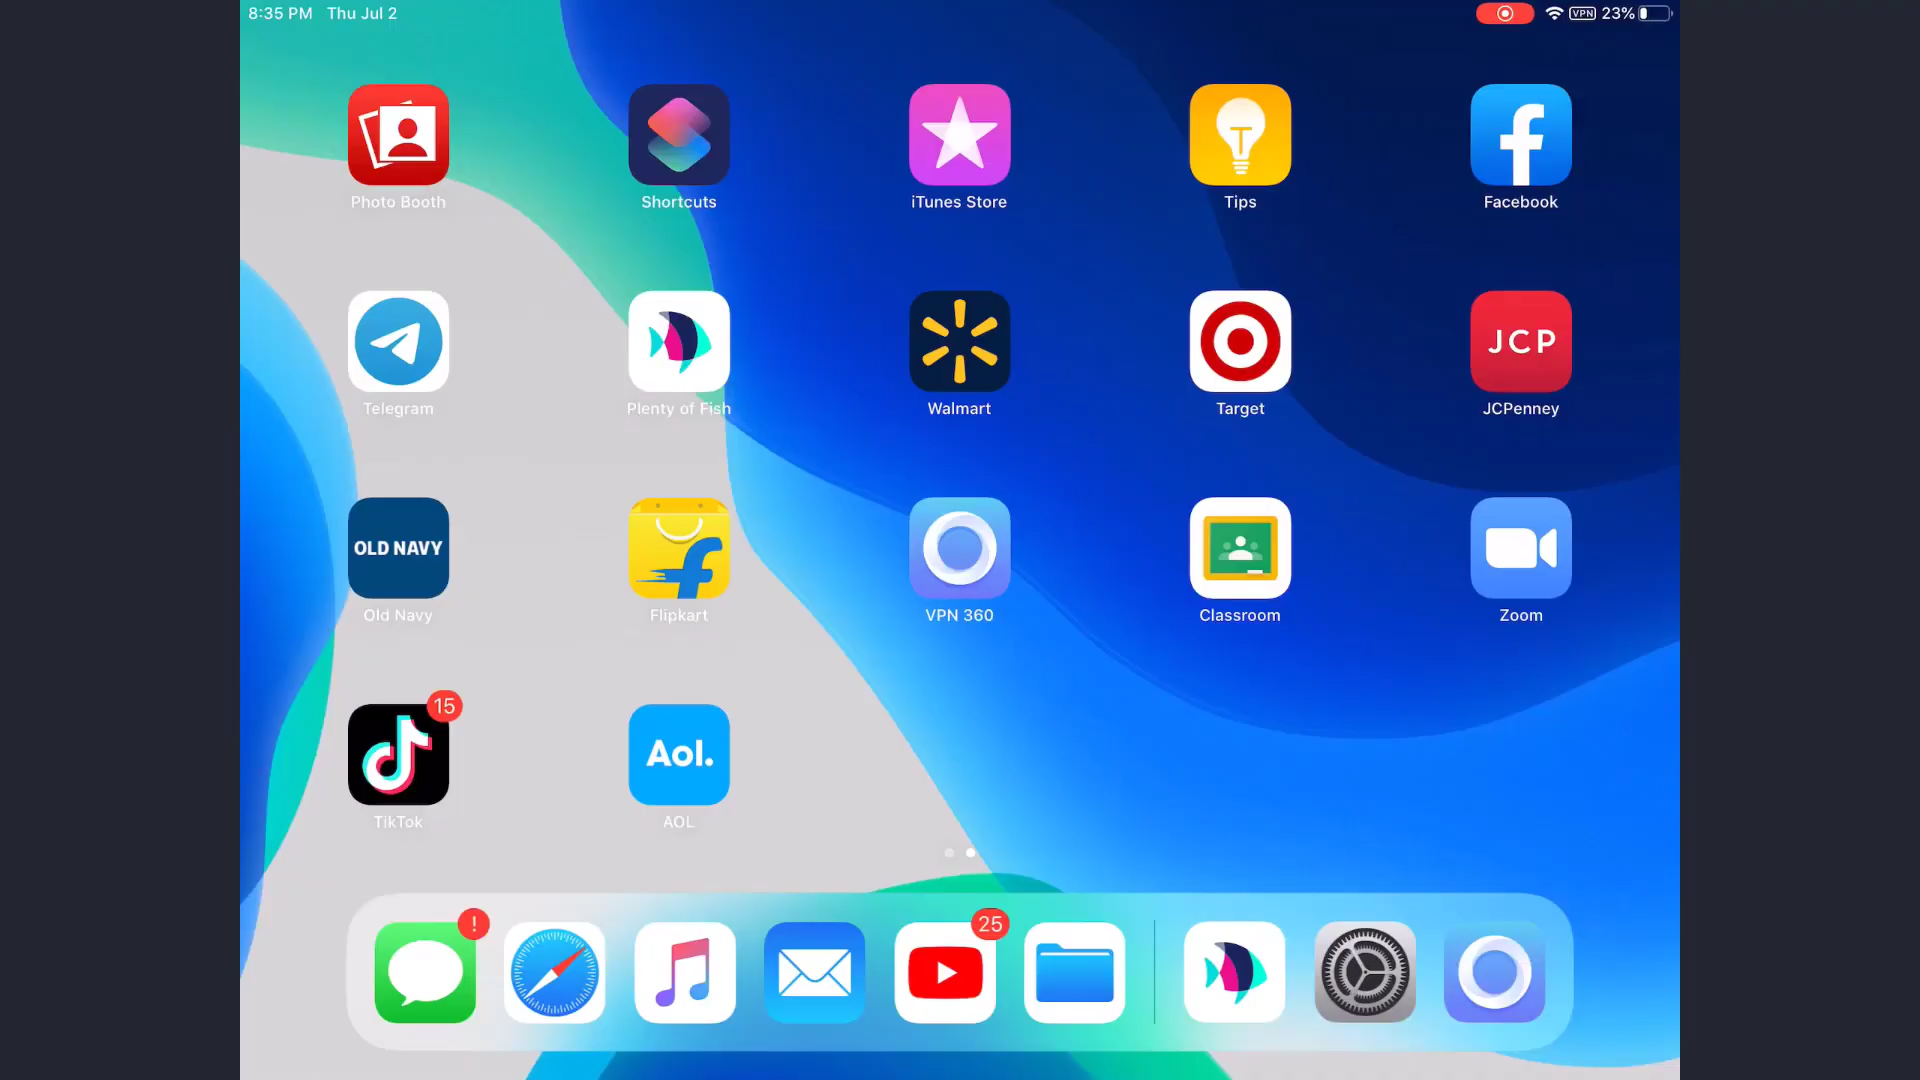 8:35 PM Thu Jul 2
VPN 23%
Photo Booth
Shortcuts
iTunes Store
T
Tips
Facebook
Telegram
Plenty of Fish
Walmart
Target
JCP
JCPenney
OLD NAVY
Old Navy
Flipkart
VPN 360
Classroom
Zoom
15
TikTok
Aol.
AOL
!
25